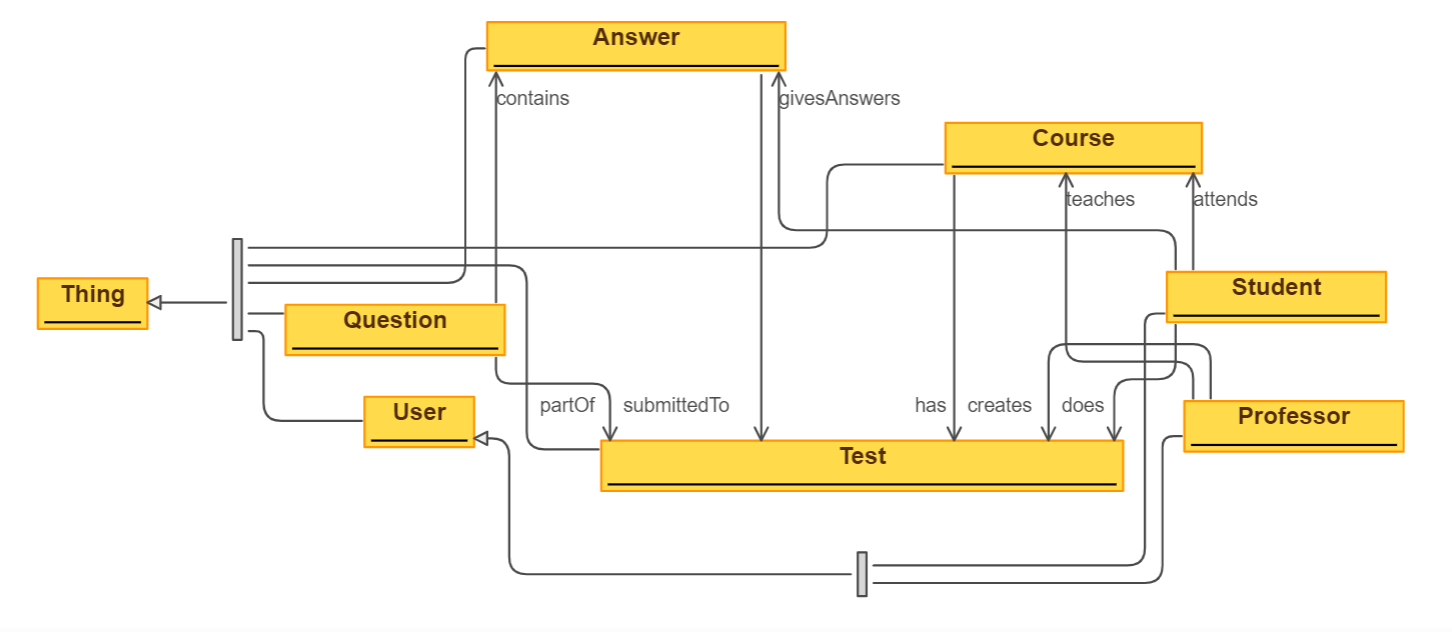 Answer
contains
givesAnswers
Course
teaches
attends
Thing
Student
Question
partOf
submittedTo
has
creates
does
User
Professor
Test